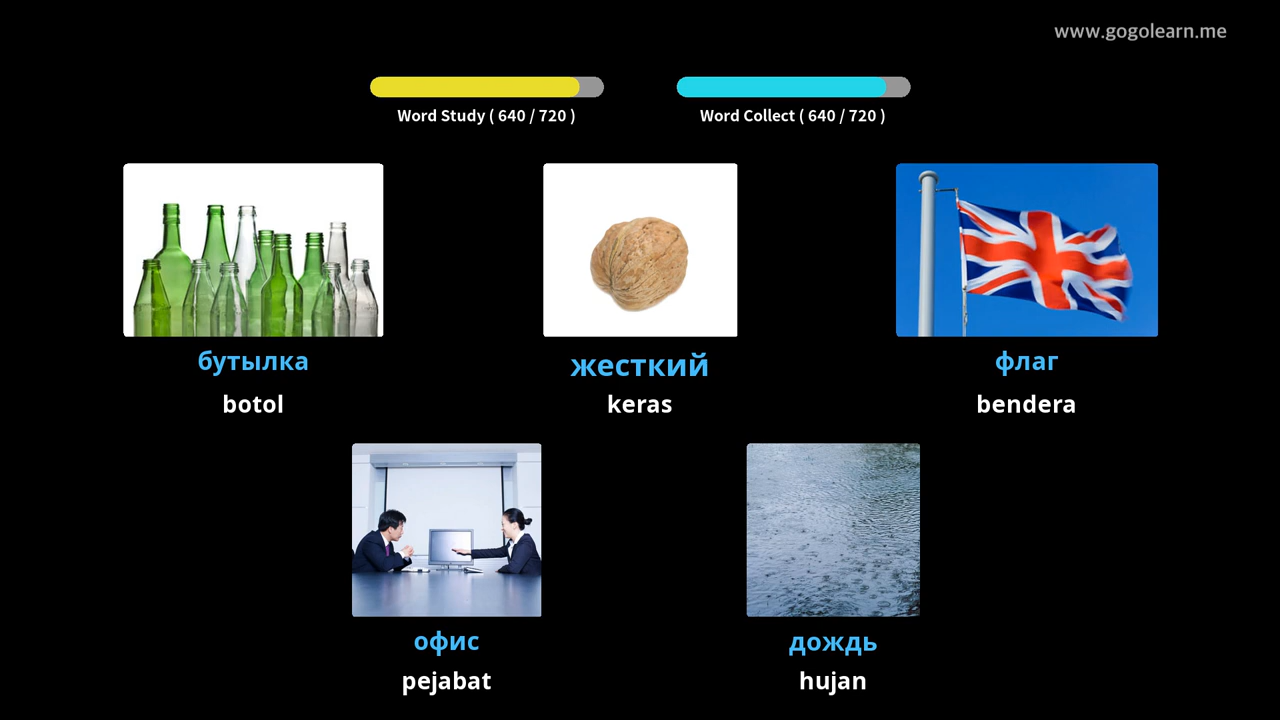 www.gogolearn.me
Word Study ( 640 / 720 )
Word Collect ( 640 / 720 )
бутылка
botol
жесткий
keras
флаг
bendera
офис
pejabat
дождь
hujan